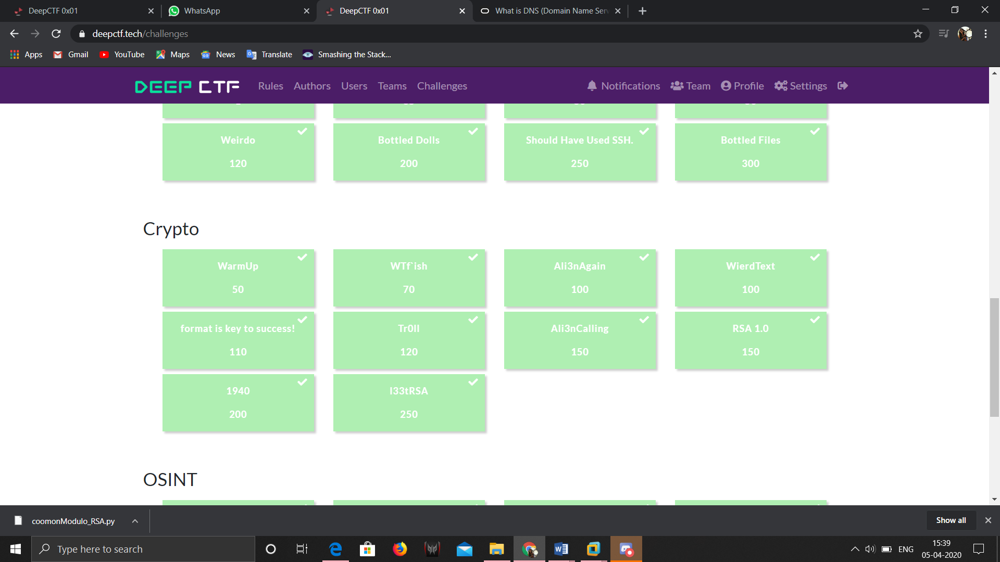 DeepCTF 0x01
WhatsApp
DeepCTF 0x01
What is DNS (Domain Name Serv
deepctf.tech/challenges
Apps
Gmail
YouTube
Maps
News
Translate
Smashing the Stack...
DEEP CTF
Rules
Authors
Users
Teams
Challenges
Notifications
Team
Profile
Settings
Weirdo
120
Bottled Dolls
200
Should Have Used SSH.
250
Bottled Files
300
Crypto
WarmUp
50
WTf`ish
70
Ali3nAgain
100
WierdText
100
format is key to success!
110
Tr0ll
120
Ali3nCalling
150
RSA 1.0
150
1940
200
l33tRSA
250
OSINT
coomonModulo_RSA.py
Show all
Type here to search
ENG
15:39
05-04-2020